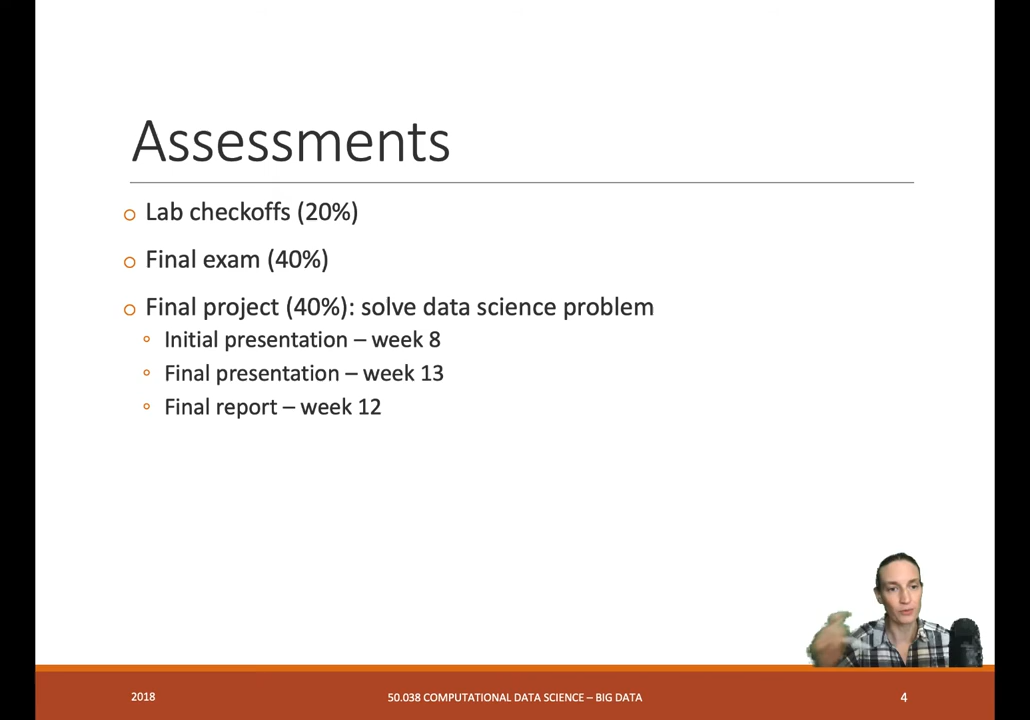 Assessments
o Lab checkoffs (20%)
o Final exam (40%)
o Final project (40%): solve data science problem
◦ Initial presentation – week 8
◦ Final presentation – week 13
◦ Final report – week 12
2018 50.038 COMPUTATIONAL DATA SCIENCE – BIG DATA 4